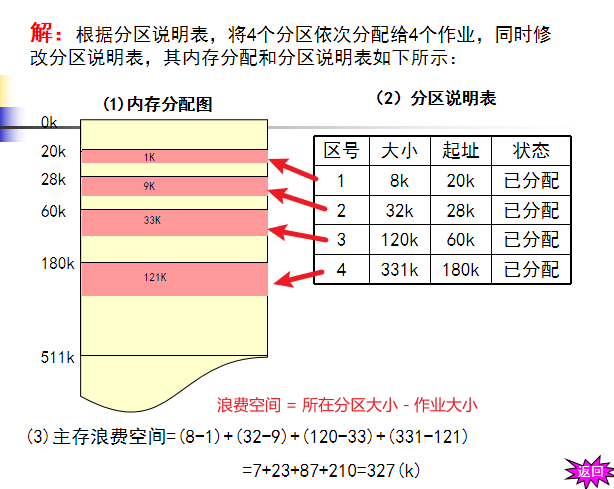 解：根据分区说明表，将4个分区依次分配给4个作业，同时修
改分区说明表，其内存分配和分区说明表如下所示：
(1)内存分配图
(2) 分区说明表
0k
20k
1K
28k
9K
60k
33K
180k
121K
511k
区号 大小 起址 状态
1 8k 20k 已分配
2 32k 28k 已分配
3 120k 60k 已分配
4 331k 180k 已分配
浪费空间 = 所在分区大小 - 作业大小
(3)主存浪费空间=(8-1)+(32-9)+(120-33)+(331-121)
=7+23+87+210=327(k)
返回